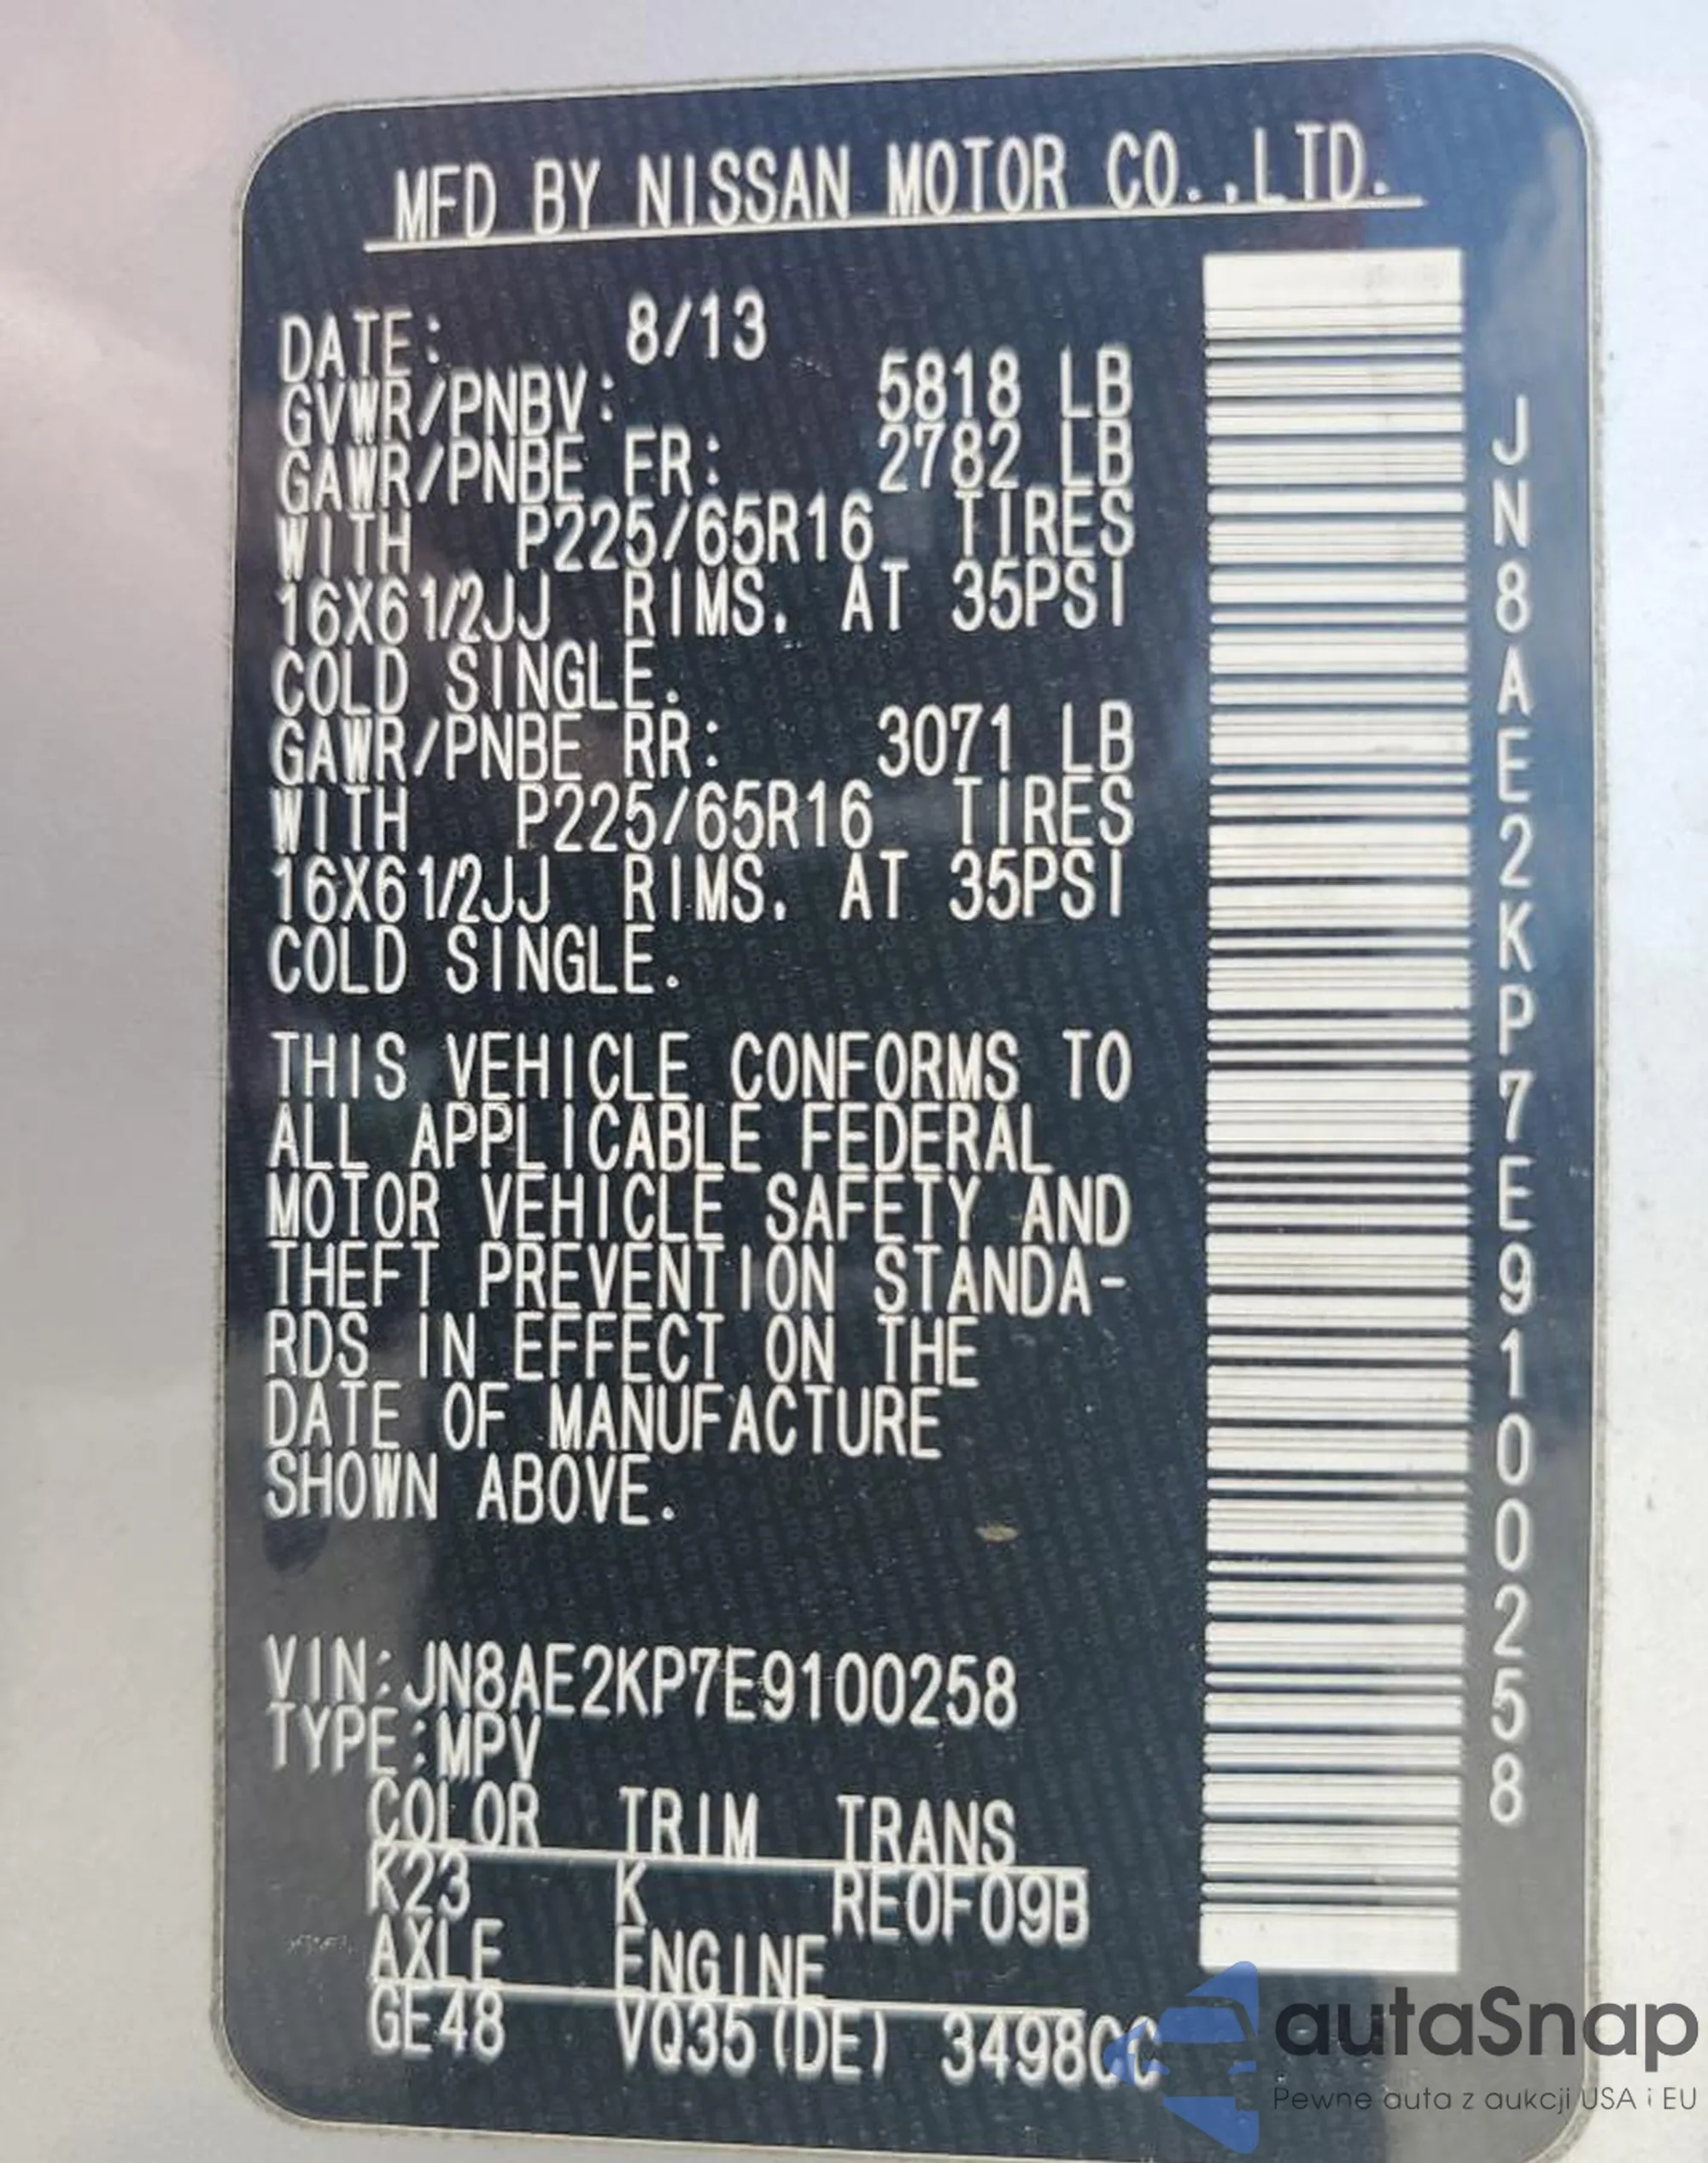 MFD BY NISSAN MOTOR CO.,LTD.
DATE: 8/13
GVWR/PNBV: 5818 LB
GAWR/PNBE FR: 2782 LB
WITH P225/65R16 TIRES
16X61/2JJ RIMS. AT 35PSI
COLD SINGLE.
GAWR/PNBE RR: 3071 LB
WITH P225/65R16 TIRES
16X61/2JJ RIMS. AT 35PSI
COLD SINGLE.
THIS VEHICLE CONFORMS TO
ALL APPLICABLE FEDERAL
MOTOR VEHICLE SAFETY AND
THEFT PREVENTION STANDA-
RDS IN EFFECT ON THE
DATE OF MANUFACTURE
SHOWN ABOVE.
VIN:JN8AE2KP7E9100258
TYPE:MPV
COLOR TRIM TRANS
K23 K RE0F09B
AXLE ENGINE
GE48 VQ35(DE) 3498CC
JN8AE2KP7E9100258
autaSnap
Pewne auta z aukcji USA i EU